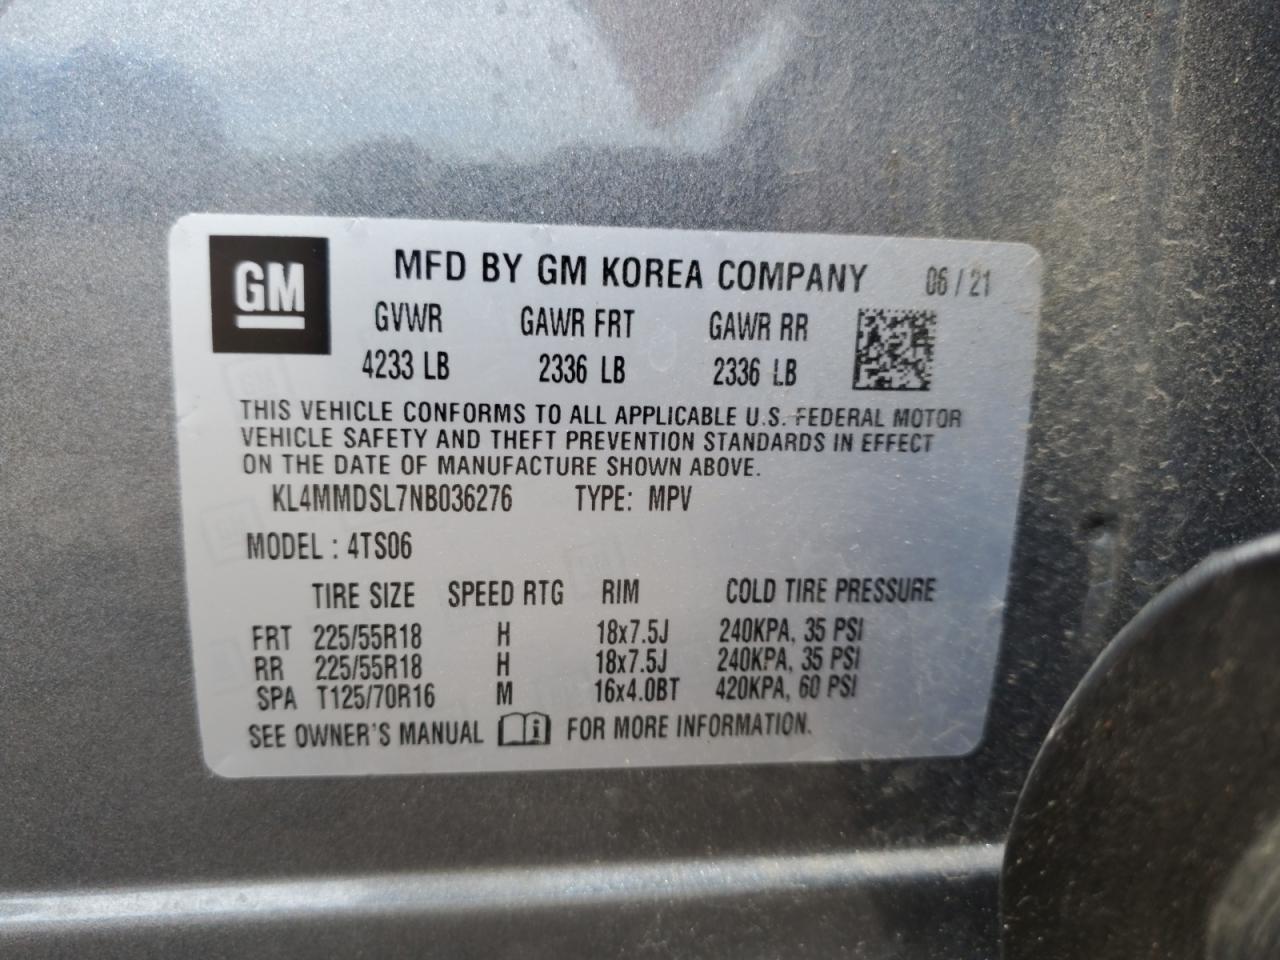 GM
MFD BY GM KOREA COMPANY 06/21
GVWR GAWR FRT GAWR RR
4233 LB 2336 LB 2336 LB
THIS VEHICLE CONFORMS TO ALL APPLICABLE U.S. FEDERAL MOTOR
VEHICLE SAFETY AND THEFT PREVENTION STANDARDS IN EFFECT
ON THE DATE OF MANUFACTURE SHOWN ABOVE.
KL4MMDSL7NB036276 TYPE: MPV
MODEL : 4TS06
TIRE SIZE SPEED RTG RIM COLD TIRE PRESSURE
FRT 225/55R18 H 18x7.5J 240KPA, 35 PSI
RR 225/55R18 H 18x7.5J 240KPA, 35 PSI
SPA T125/70R16 M 16x4.0BT 420KPA, 60 PSI
SEE OWNER'S MANUAL i FOR MORE INFORMATION.